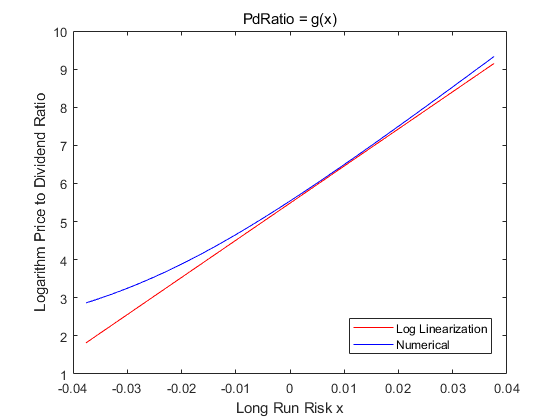 PdRatio = g(x)
10
9
8
7
6
5
4
3
2
1
Logarithm Price to Dividend Ratio
Log Linearization
Numerical
-0.04 -0.03 -0.02 -0.01 0 0.01 0.02 0.03 0.04
Long Run Risk x